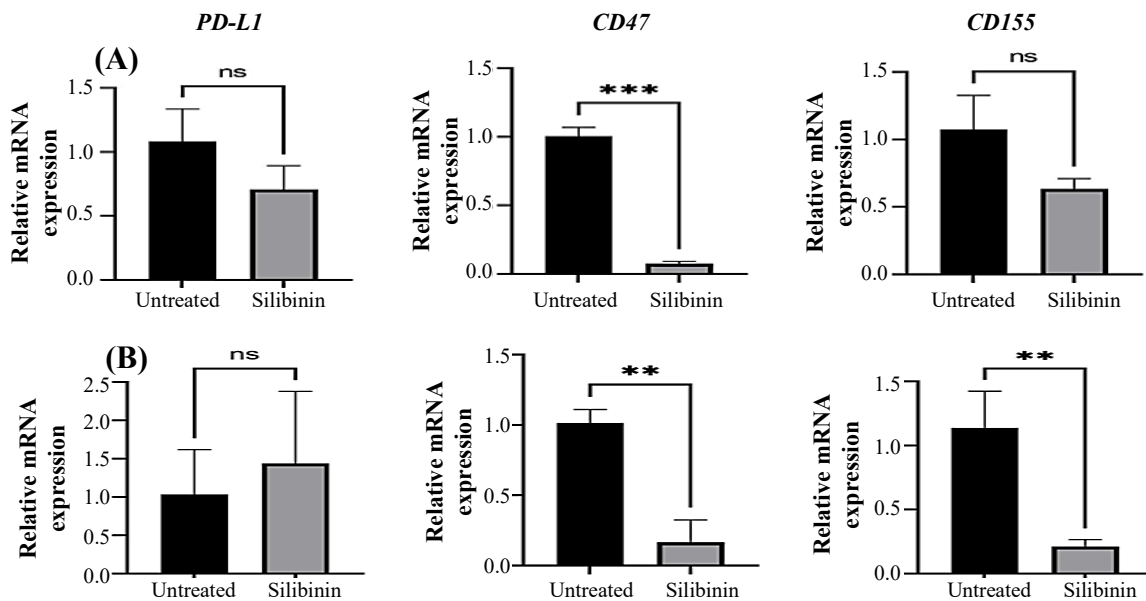 PD-L1
CD47
CD155
(A)
Relative mRNA
expression
1.5
1.0
0.5
0.0
ns
Untreated
Silibinin
Relative mRNA
expression
1.5
1.0
0.5
0.0
***
Untreated
Silibinin
Relative mRNA
expression
1.5
1.0
0.5
0.0
ns
Untreated
Silibinin
(B)
Relative mRNA
expression
2.5
2.0
1.5
1.0
0.5
0.0
ns
Untreated
Silibinin
Relative mRNA
expression
1.5
1.0
0.5
0.0
**
Untreated
Silibinin
Relative mRNA
expression
1.5
1.0
0.5
0.0
**
Untreated
Silibinin